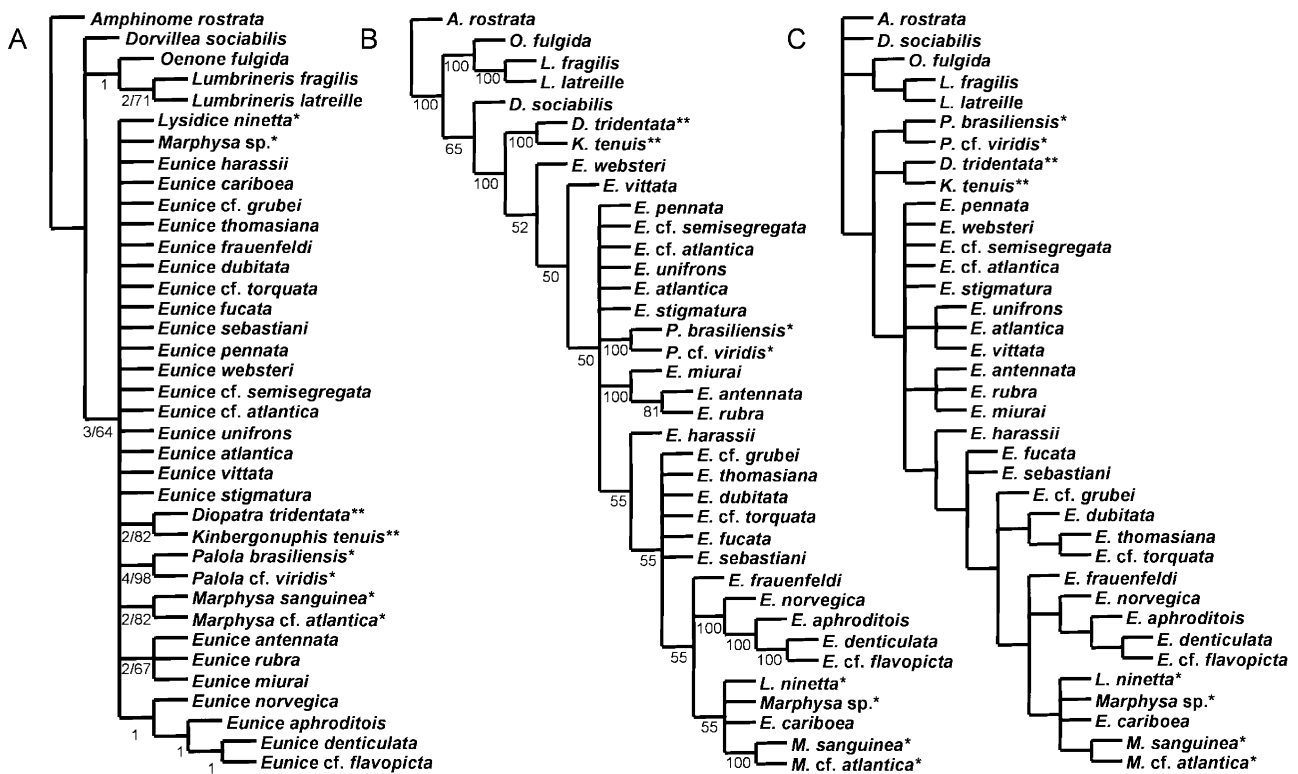 A
Amphinome rostrata
Dorvillea sociabilis
Oenone fulgida
1
Lumbrineris fragilis
2/71
Lumbrineris latreille
Lysidice ninetta*
Marphysa sp.*
Eunice harassii
Eunice cariboea
Eunice cf. grubei
Eunice thomasiana
Eunice frauenfeldi
Eunice dubitata
Eunice cf. torquata
Eunice fucata
Eunice sebastiani
Eunice pennata
Eunice websteri
Eunice cf. semisegregata
Eunice cf. atlantica
3/64
Eunice unifrons
Eunice atlantica
Eunice vittata
Eunice stigmatura
Diopatra tridentata**
2/82
Kinbergonuphis tenuis**
Palola brasiliensis*
4/98
Palola cf. viridis*
Marphysa sanguinea*
2/82
Marphysa cf. atlantica*
Eunice antennata
2/67
Eunice rubra
Eunice miurai
Eunice norvegica
1
Eunice aphroditois
1
Eunice denticulata
1
Eunice cf. flavopicta
B
A. rostrata
O. fulgida
100
L. fragilis
100
L. latreille
100
D. sociabilis
65
D. tridentata**
100
K. tenuis**
100
E. websteri
52
E. vittata
50
E. pennata
E. cf. semisegregata
E. cf. atlantica
E. unifrons
E. atlantica
E. stigmatura
50
P. brasiliensis*
100
P. cf. viridis*
E. miurai
100
E. antennata
81
E. rubra
E. harassii
55
E. cf. grubei
E. thomasiana
E. dubitata
E. cf. torquata
E. fucata
E. sebastiani
55
E. frauenfeldi
55
E. norvegica
100
E. aphroditois
100
E. denticulata
100
E. cf. flavopicta
L. ninetta*
Marphysa sp.*
55
E. cariboea
M. sanguinea*
100
M. cf. atlantica*
C
A. rostrata
D. sociabilis
O. fulgida
L. fragilis
L. latreille
P. brasiliensis*
P. cf. viridis*
D. tridentata**
K. tenuis**
E. pennata
E. websteri
E. cf. semisegregata
E. cf. atlantica
E. stigmatura
E. unifrons
E. atlantica
E. vittata
E. antennata
E. rubra
E. miurai
E. harassii
E. fucata
E. sebastiani
E. cf. grubei
E. dubitata
E. thomasiana
E. cf. torquata
E. frauenfeldi
E. norvegica
E. aphroditois
E. denticulata
E. cf. flavopicta
L. ninetta*
Marphysa sp.*
E. cariboea
M. sanguinea*
M. cf. atlantica*